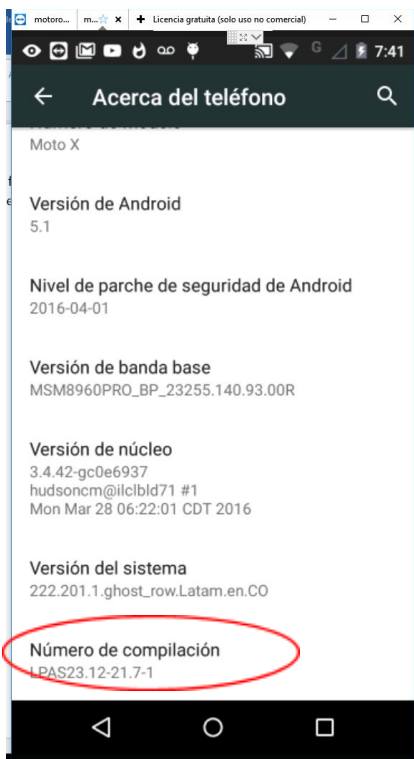 motoro...
m...
Licencia gratuita (solo uso no comercial)
G
7:41
Acerca del teléfono
Número de modelo
Moto X
Versión de Android
5.1
Nivel de parche de seguridad de Android
2016-04-01
Versión de banda base
MSM8960PRO_BP_23255.140.93.00R
Versión de núcleo
3.4.42-gc0e6937
hudsoncm@ilclbld71 #1
Mon Mar 28 06:22:01 CDT 2016
Versión del sistema
222.201.1.ghost_row.Latam.en.CO
Número de compilación
LPAS23.12-21.7-1